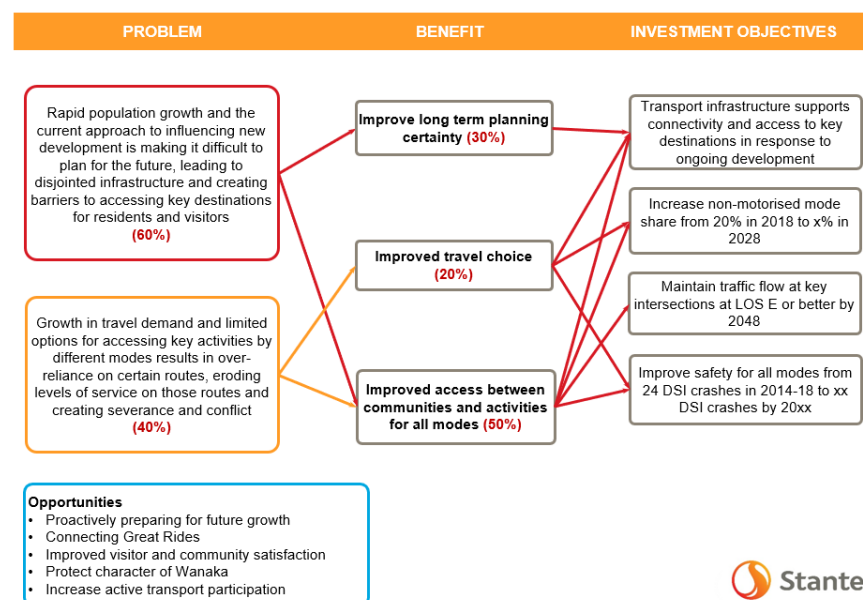 PROBLEM
BENEFIT
INVESTMENT OBJECTIVES
Rapid population growth and the
current approach to influencing new
development is making it difficult to
plan for the future, leading to
disjointed infrastructure and creating
barriers to accessing key destinations
for residents and visitors
(60%)
Growth in travel demand and limited
options for accessing key activities by
different modes results in over-
reliance on certain routes, eroding
levels of service on those routes and
creating severance and conflict
(40%)
Improve long term planning
certainty (30%)
Improved travel choice
(20%)
Improved access between
communities and activities
for all modes (50%)
Transport infrastructure supports
connectivity and access to key
destinations in response to
ongoing development
Increase non-motorised mode
share from 20% in 2018 to x% in
2028
Maintain traffic flow at key
intersections at LOS E or better by
2048
Improve safety for all modes from
24 DSI crashes in 2014-18 to xx
DSI crashes by 20xx
Opportunities
• Proactively preparing for future growth
• Connecting Great Rides
• Improved visitor and community satisfaction
• Protect character of Wanaka
• Increase active transport participation
Stante